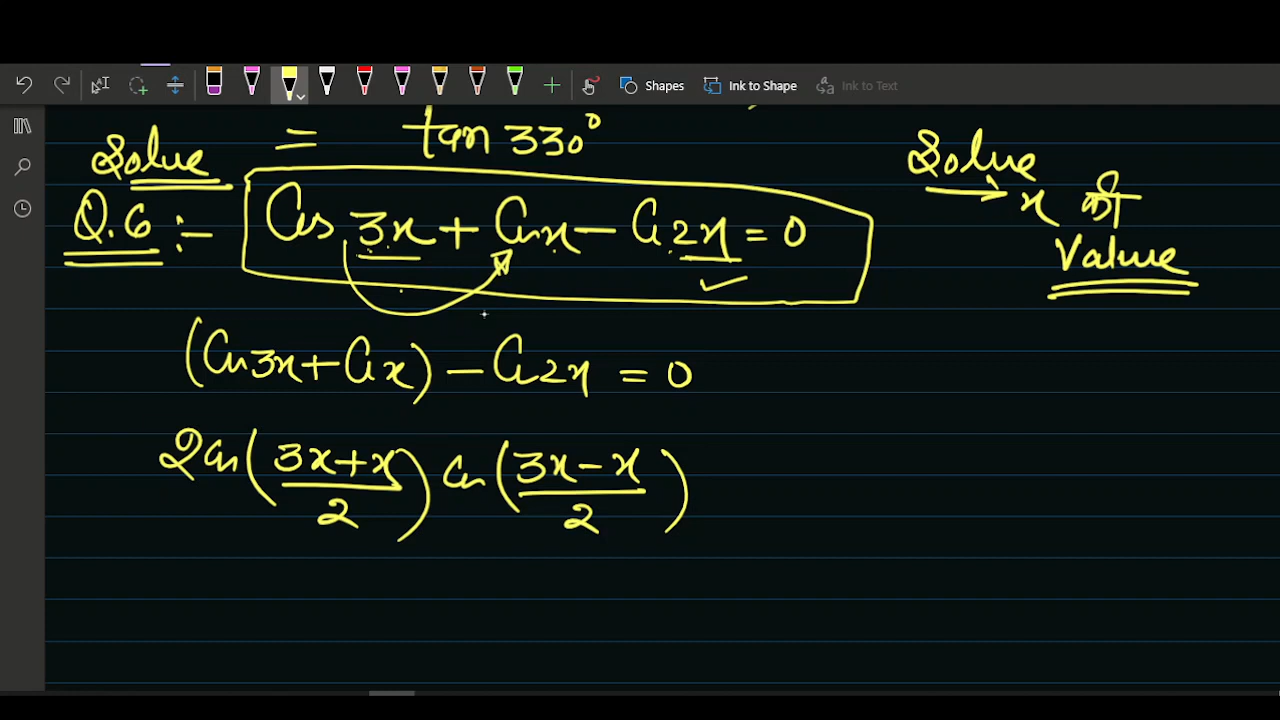 Shapes Ink to Shape Ink to Text
= tan 330°
Solve
Q.6 :- Cos 3x + Cos x - Cos 2x = 0
Solve → x की Value
(Cos 3x + Cos x) - Cos 2x = 0
2 Cos (3x + x / 2) Cos (3x - x / 2)